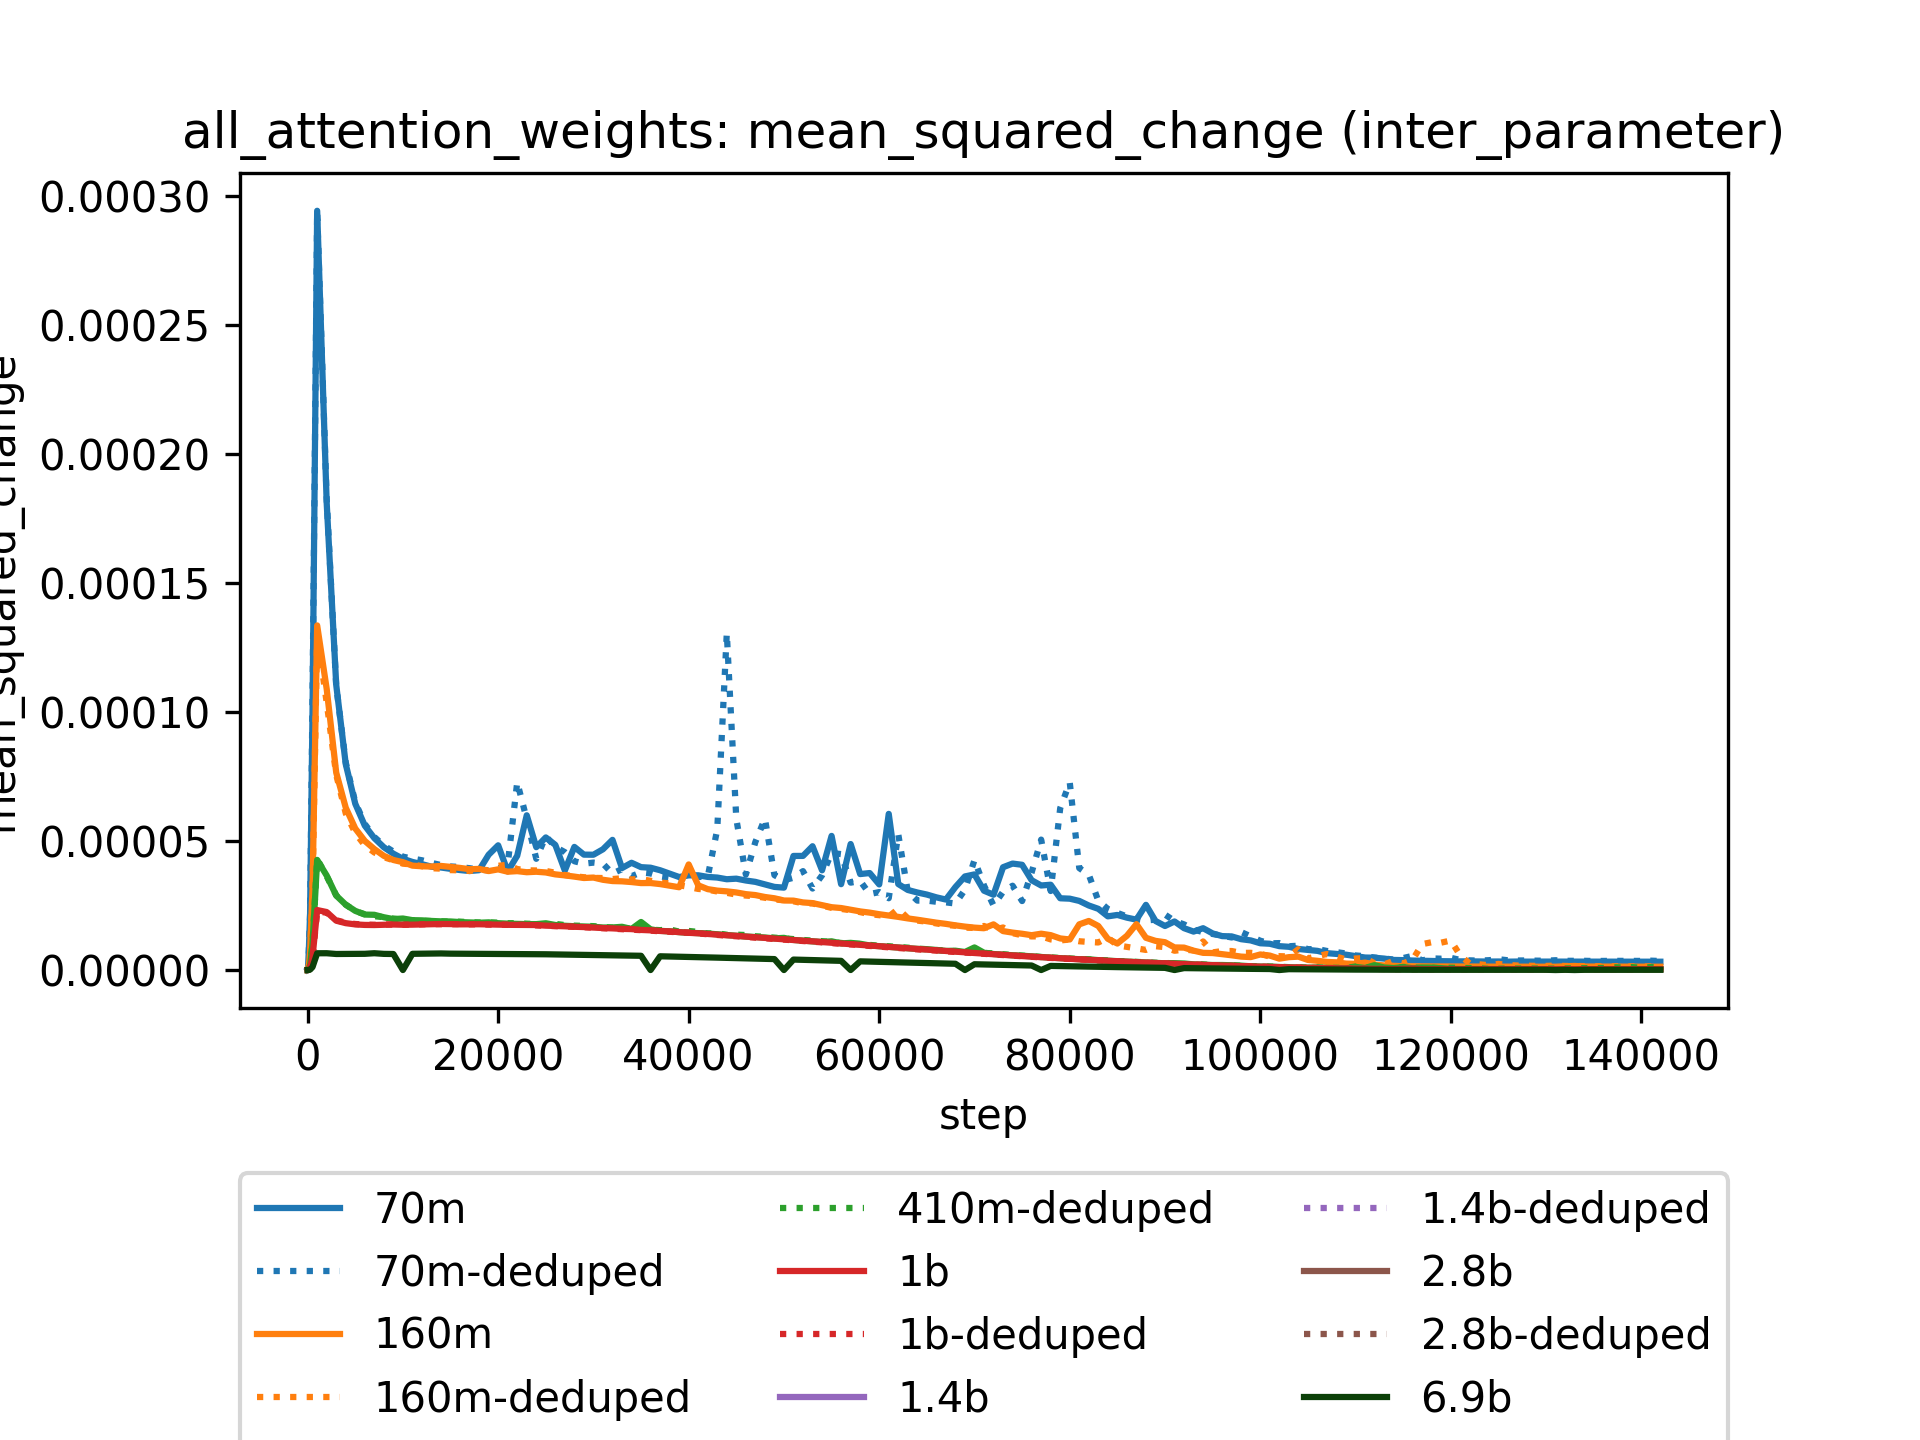 all_attention_weights: mean_squared_change (inter_parameter)
mean_squared_change
0.00030
0.00025
0.00020
0.00015
0.00010
0.00005
0.00000
0 20000 40000 60000 80000 100000 120000 140000
step
70m 410m-deduped 1.4b-deduped
70m-deduped 1b 2.8b
160m 1b-deduped 2.8b-deduped
160m-deduped 1.4b 6.9b